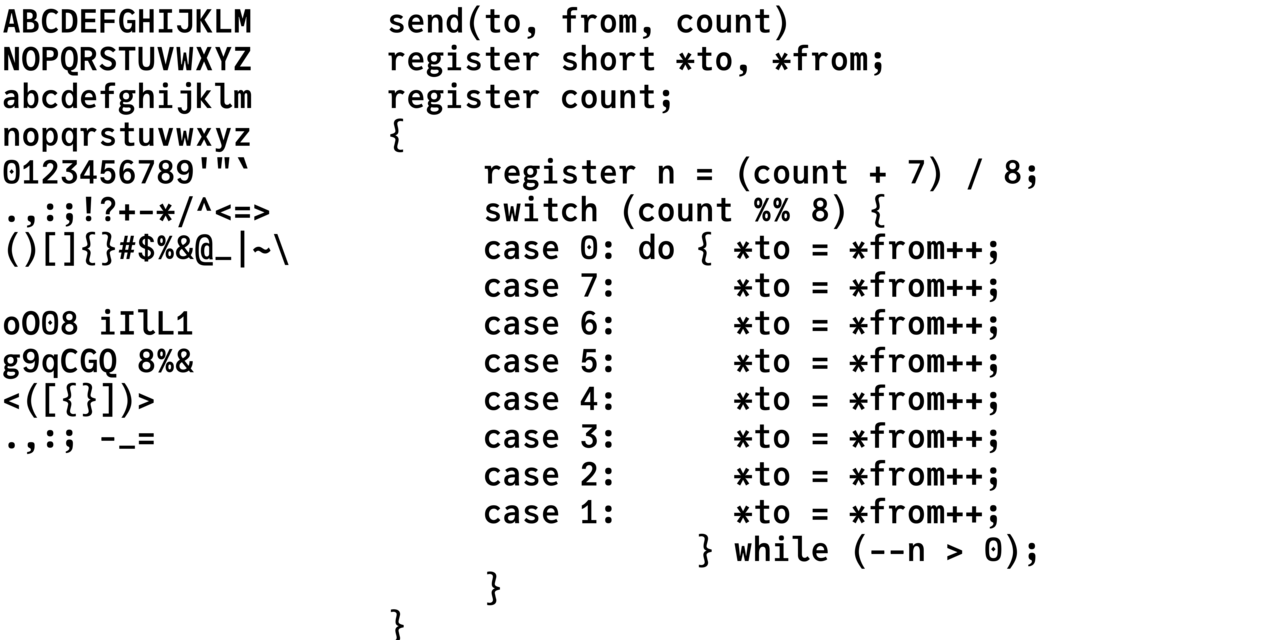 ABCDEFGHIJKLM
NOPQRSTUVWXYZ
abcdefghijklm
nopqrstuvwxyz
0123456789'"`
.,:;!?+-*/^<=>
()[]{}#$%&@_|~\
oO08 iIlL1
g9qCGQ 8%&
<([{}])>
.,:; -_=
send(to, from, count)
register short *to, *from;
register count;
{
     register n = (count + 7) / 8;
     switch (count %% 8) {
     case 0: do { *to = *from++;
     case 7:      *to = *from++;
     case 6:      *to = *from++;
     case 5:      *to = *from++;
     case 4:      *to = *from++;
     case 3:      *to = *from++;
     case 2:      *to = *from++;
     case 1:      *to = *from++;
                } while (--n > 0);
     }
}